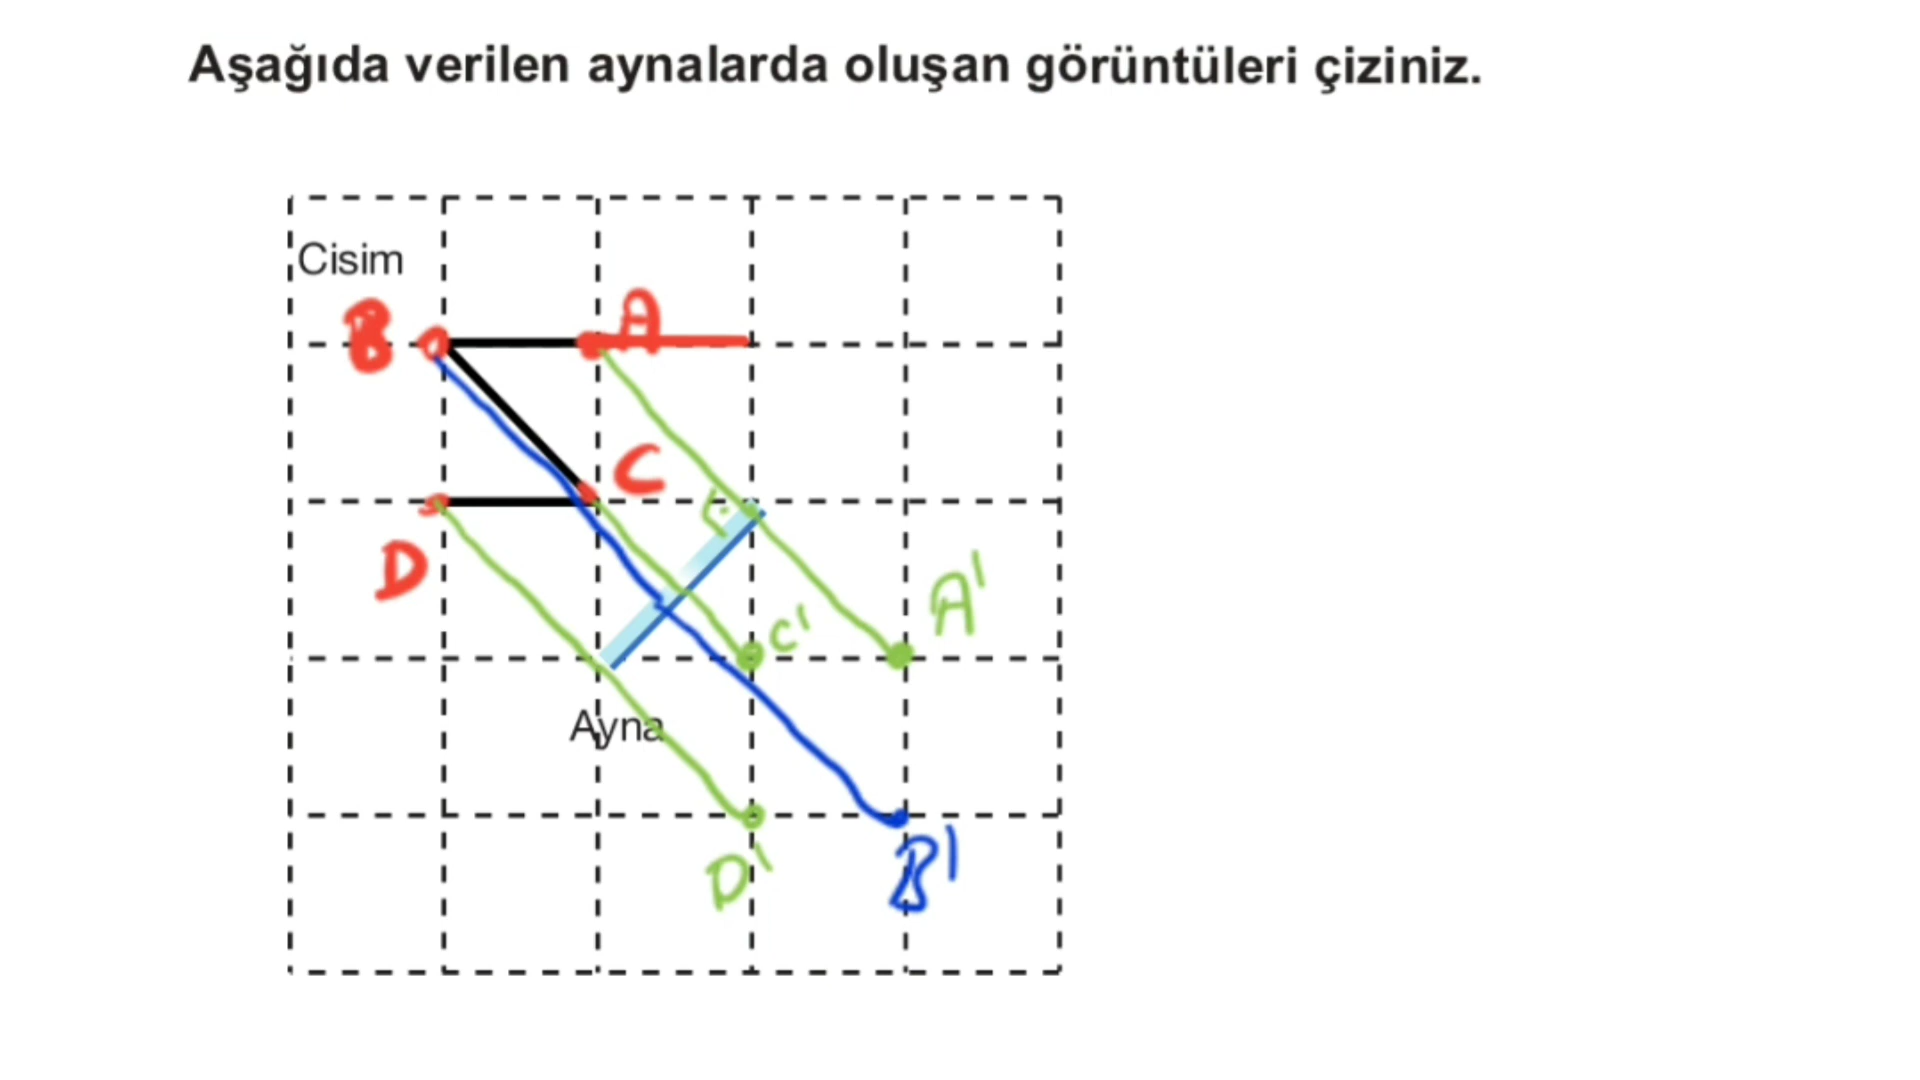 Aşağıda verilen aynalarda oluşan görüntüleri çiziniz.
Cisim
B A
C
D
A'
C'
Ayna
D' B'